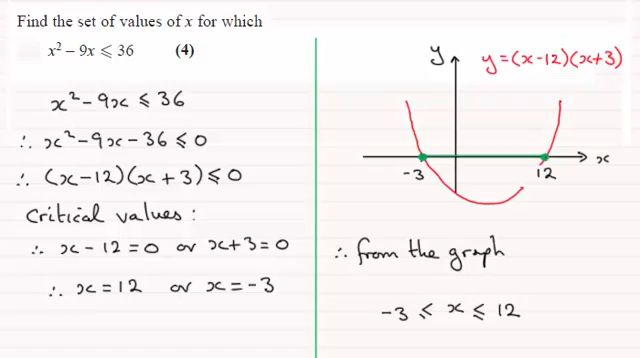 Find the set of values of x for which
x² – 9x ⩽ 36 (4)
x² - 9x ⩽ 36
∴ x² - 9x - 36 ⩽ 0
∴ (x - 12)(x + 3) ⩽ 0
Critical values :
∴ x - 12 = 0 or x + 3 = 0
∴ x = 12 or x = -3
y y = (x-12)(x+3)
x
-3 12
∴ from the graph
-3 ⩽ x ⩽ 12